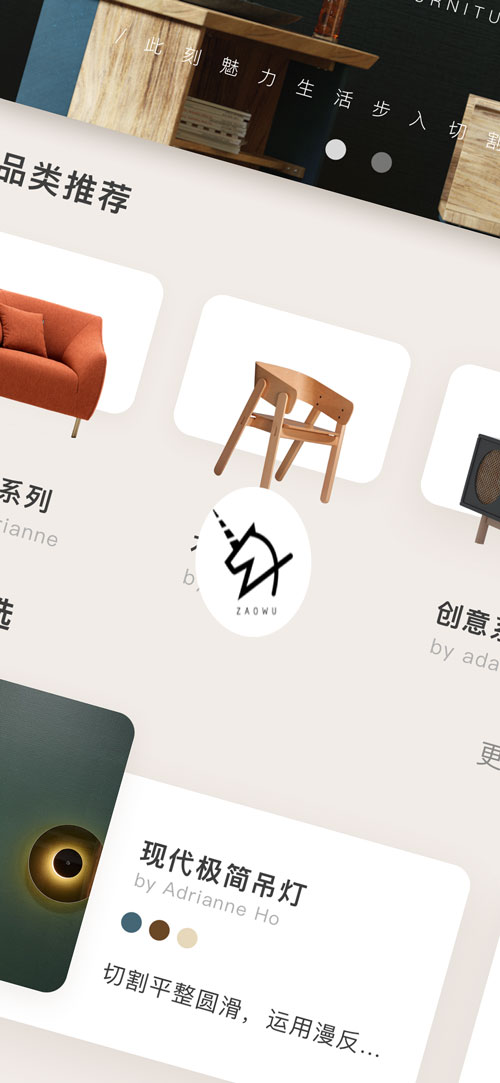 URNITU
/此刻魅力生活步入切割
品类推荐
系列
rianne
ZAOWU
创意
by ada
选
更
现代极简吊灯
by Adrianne Ho
切割平整圆滑，运用漫反...